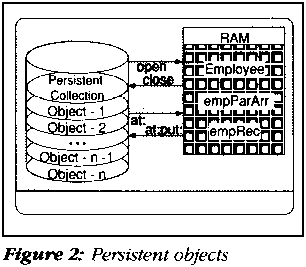 RAM
open
Employee
close
Persistent
Collection
empParArr
Object - 1
at:
Object - 2
at:put:
empRec
...
Object - n - 1
Object - n
Figure 2: Persistent objects